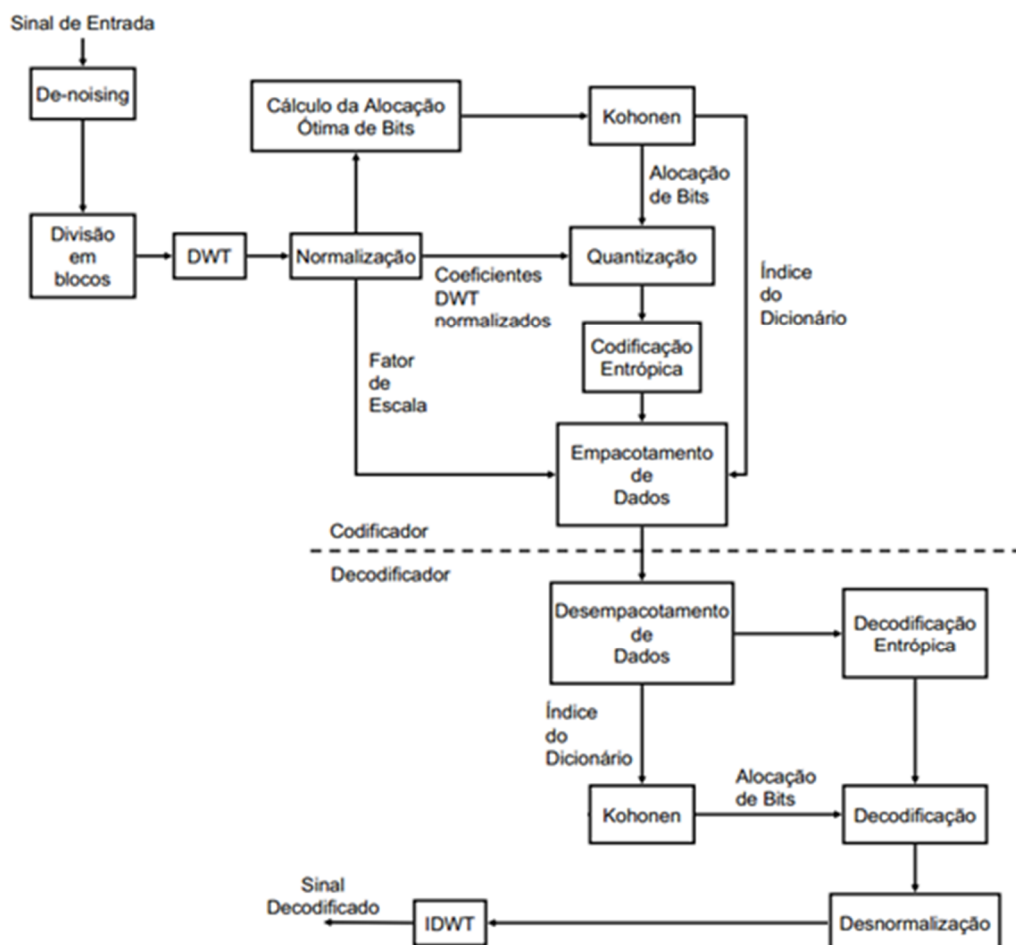 Sinal de Entrada
De-noising
Cálculo da Alocação
Ótima de Bits
Kohonen
Alocação
de Bits
Divisão
em
blocos
DWT
Normalização
Quantização
Coeficientes
DWT
normalizados
Índice
do
Dicionário
Fator
de
Escala
Codificação
Entrópica
Empacotamento
de
Dados
Codificador
Decodificador
Desempacotamento
de
Dados
Decodificação
Entrópica
Índice
do
Dicionário
Kohonen
Alocação
de Bits
Decodificação
Sinal
Decodificado
IDWT
Desnormalização